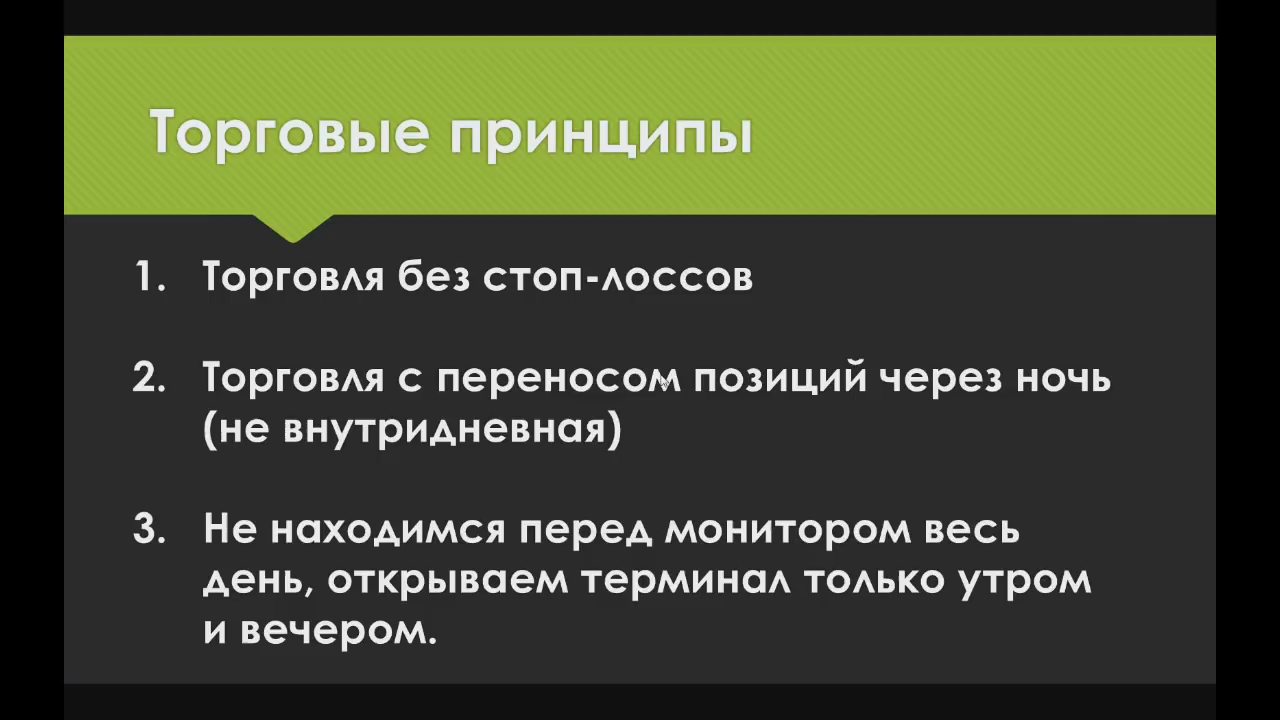 Торговые принципы
1. Торговля без стоп-лоссов
2. Торговля с переносом позиций через ночь
(не внутридневная)
3. Не находимся перед монитором весь
день, открываем терминал только утром
и вечером.